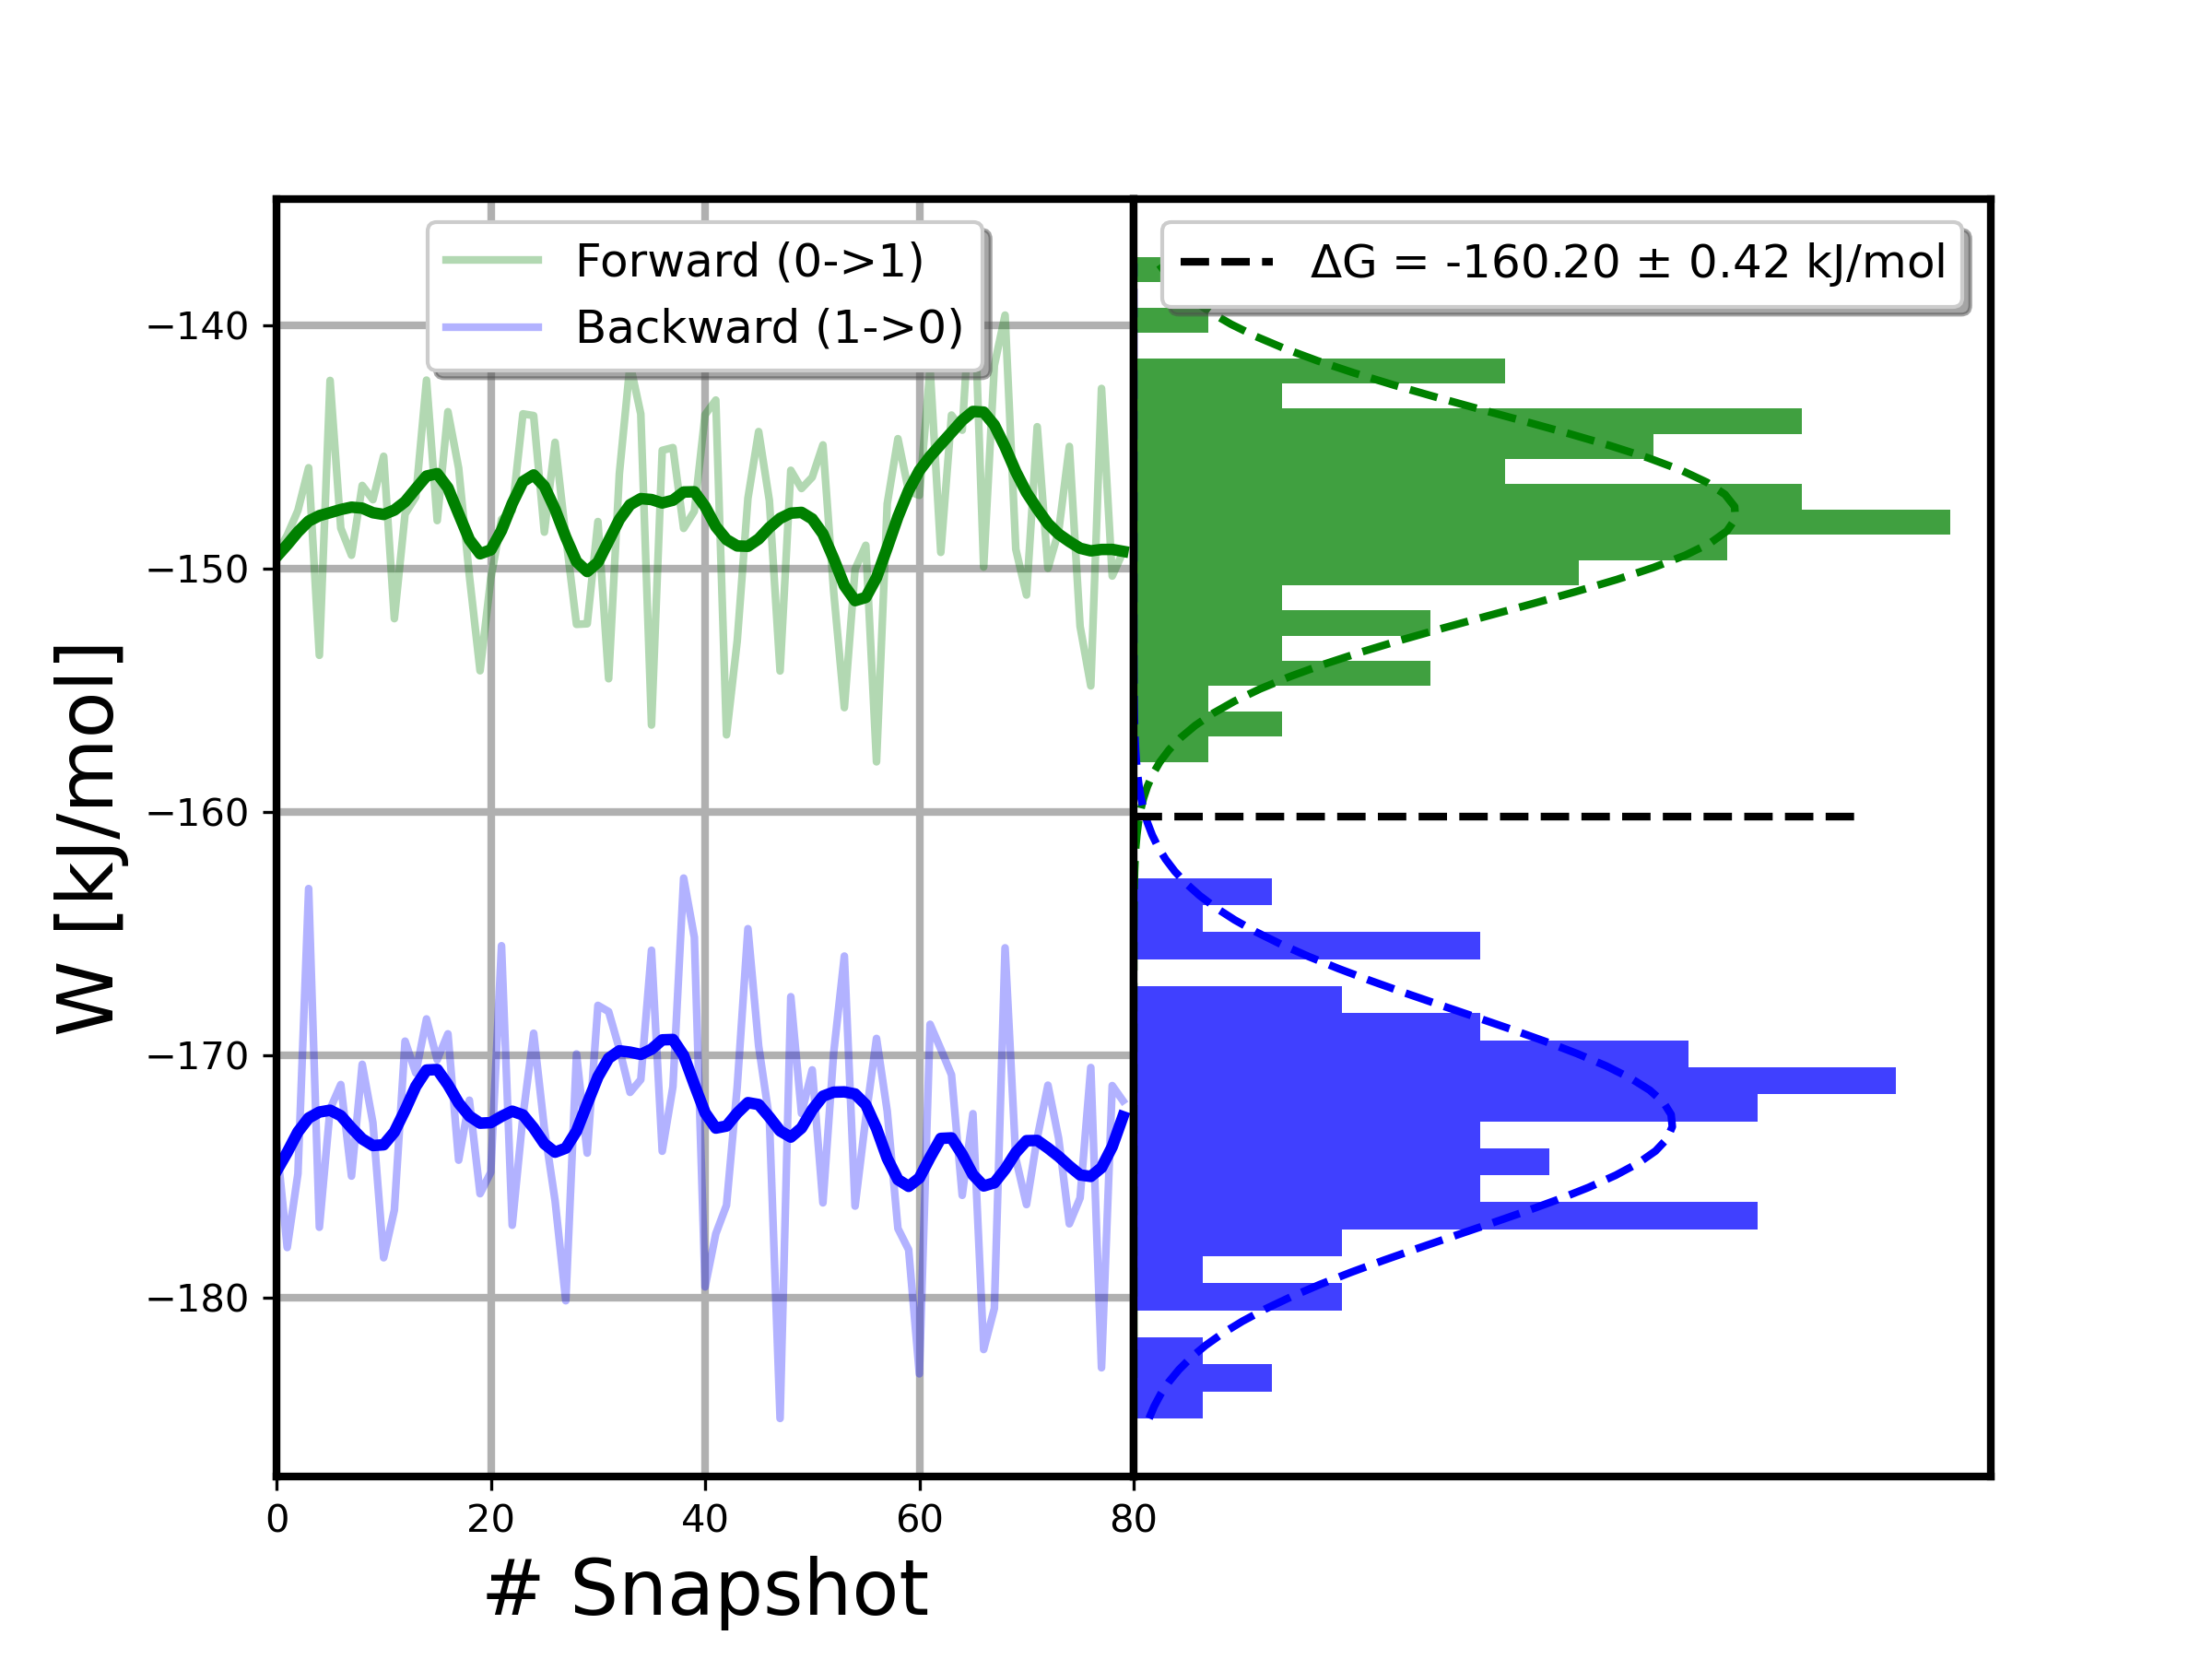 Forward (0->1)
Backward (1->0)
ΔG = -160.20 ± 0.42 kJ/mol
W [kJ/mol]
−140
−150
−160
−170
−180
0 20 40 60 80
# Snapshot